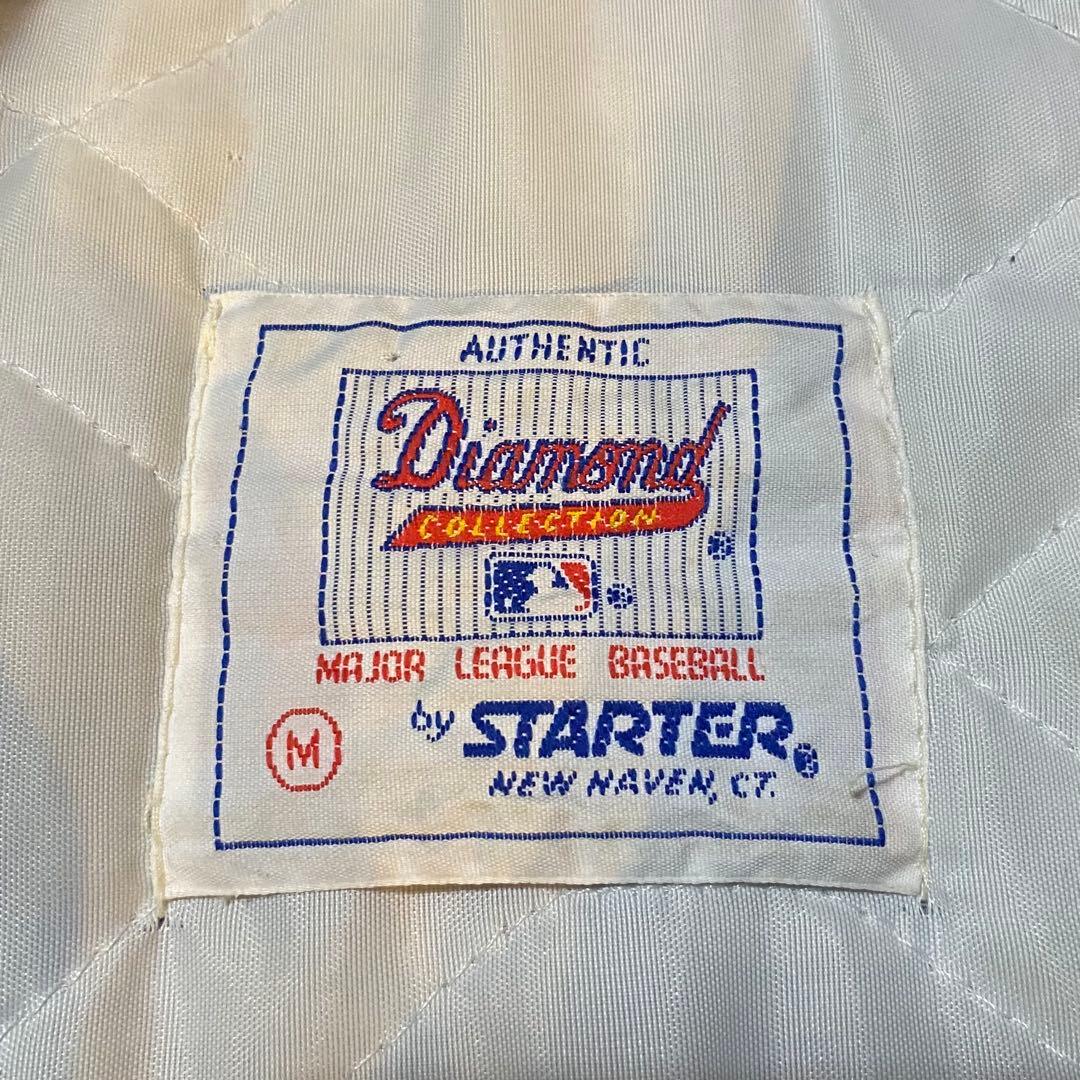 AUTHENTIC
Diamond
COLLECTION
®
®
MAJOR LEAGUE BASEBALL
M
by STARTER®
NEW HAVEN, CT.